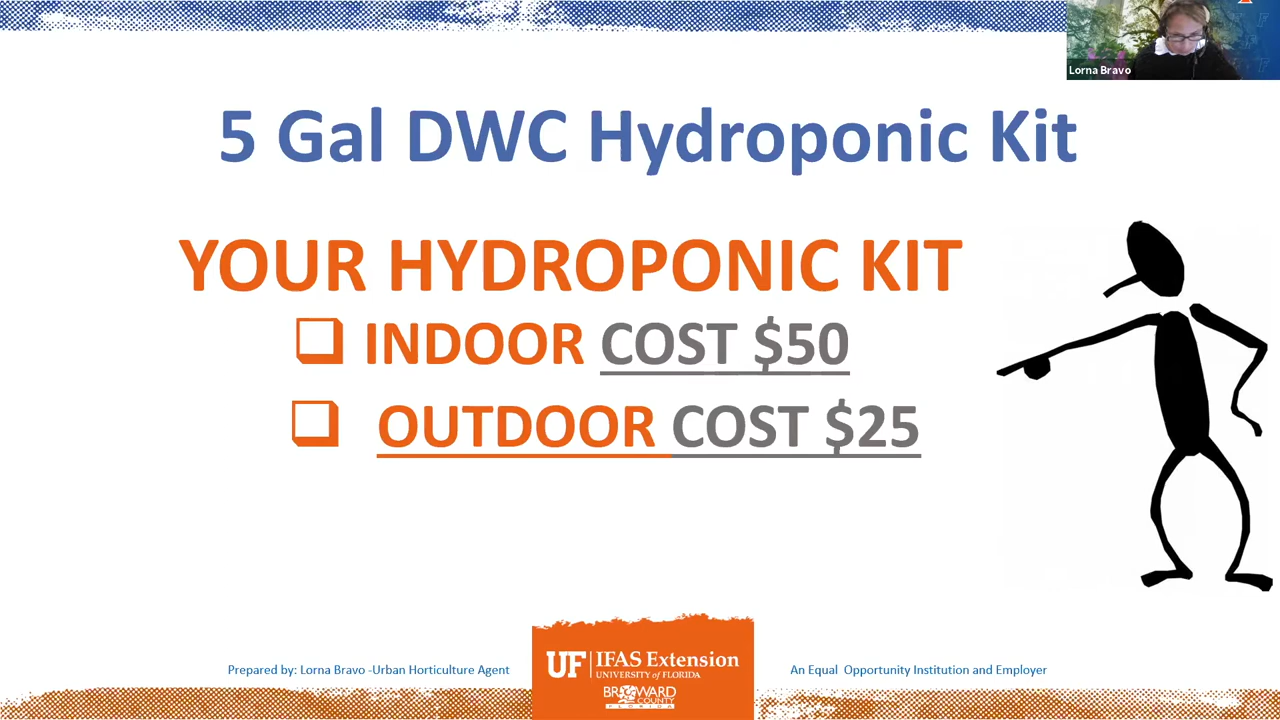 Lorna Bravo
5 Gal DWC Hydroponic Kit
YOUR HYDROPONIC KIT
INDOOR COST $50
OUTDOOR COST $25
Prepared by: Lorna Bravo -Urban Horticulture Agent
UF IFAS Extension
UNIVERSITY of FLORIDA
BROWARD
COUNTY
FLORIDA
An Equal Opportunity Institution and Employer